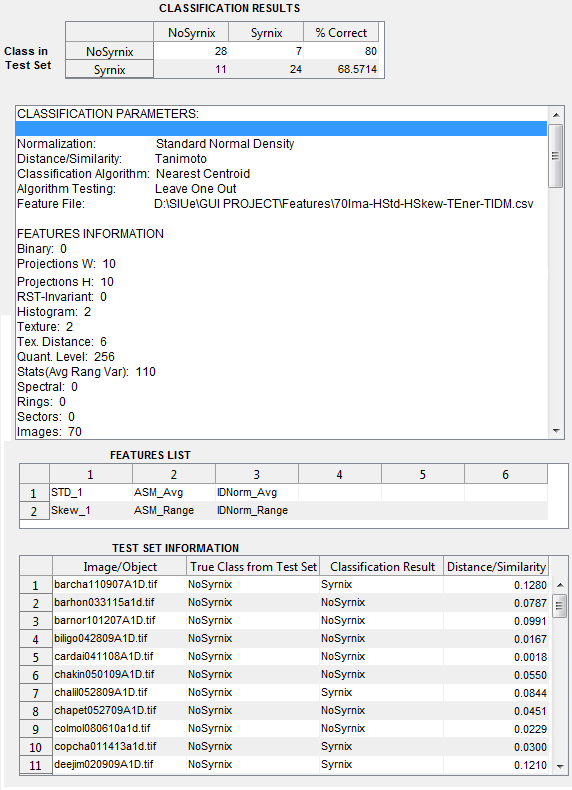 CLASSIFICATION RESULTS
NoSyrnix Syrnix % Correct
Class in
Test Set
NoSyrnix 28 7 80
Syrnix 11 24 68.5714
CLASSIFICATION PARAMETERS:
Normalization: Standard Normal Density
Distance/Similarity: Tanimoto
Classification Algorithm: Nearest Centroid
Algorithm Testing: Leave One Out
Feature File: D:\SIUe\GUI PROJECT\Features\70Ima-HStd-HSkew-TEner-TIDM.csv
FEATURES INFORMATION
Binary: 0
Projections W: 10
Projections H: 10
RST-Invariant: 0
Histogram: 2
Texture: 2
Tex. Distance: 6
Quant. Level: 256
Stats(Avg Rang Var): 110
Spectral: 0
Rings: 0
Sectors: 0
Images: 70
FEATURES LIST
1 2 3 4 5 6
1 STD_1 ASM_Avg IDNorm_Avg
2 Skew_1 ASM_Range IDNorm_Range
TEST SET INFORMATION
Image/Object True Class from Test Set Classification Result Distance/Similarity
1 barcha110907A1D.tif NoSyrnix Syrnix 0.1280
2 barhon033115a1d.tif NoSyrnix NoSyrnix 0.0787
3 barnor101207A1D.tif NoSyrnix NoSyrnix 0.0991
4 biligo042809A1D.tif NoSyrnix NoSyrnix 0.0167
5 cardai041108A1D.tif NoSyrnix NoSyrnix 0.0018
6 chakin050109A1D.tif NoSyrnix NoSyrnix 0.0550
7 chalil052809A1D.tif NoSyrnix Syrnix 0.0844
8 chapet052709A1D.tif NoSyrnix NoSyrnix 0.0451
9 colmol080610a1d.tif NoSyrnix NoSyrnix 0.0229
10 copcha011413a1d.tif NoSyrnix Syrnix 0.0300
11 deejim020909A1D.tif NoSyrnix Syrnix 0.1210